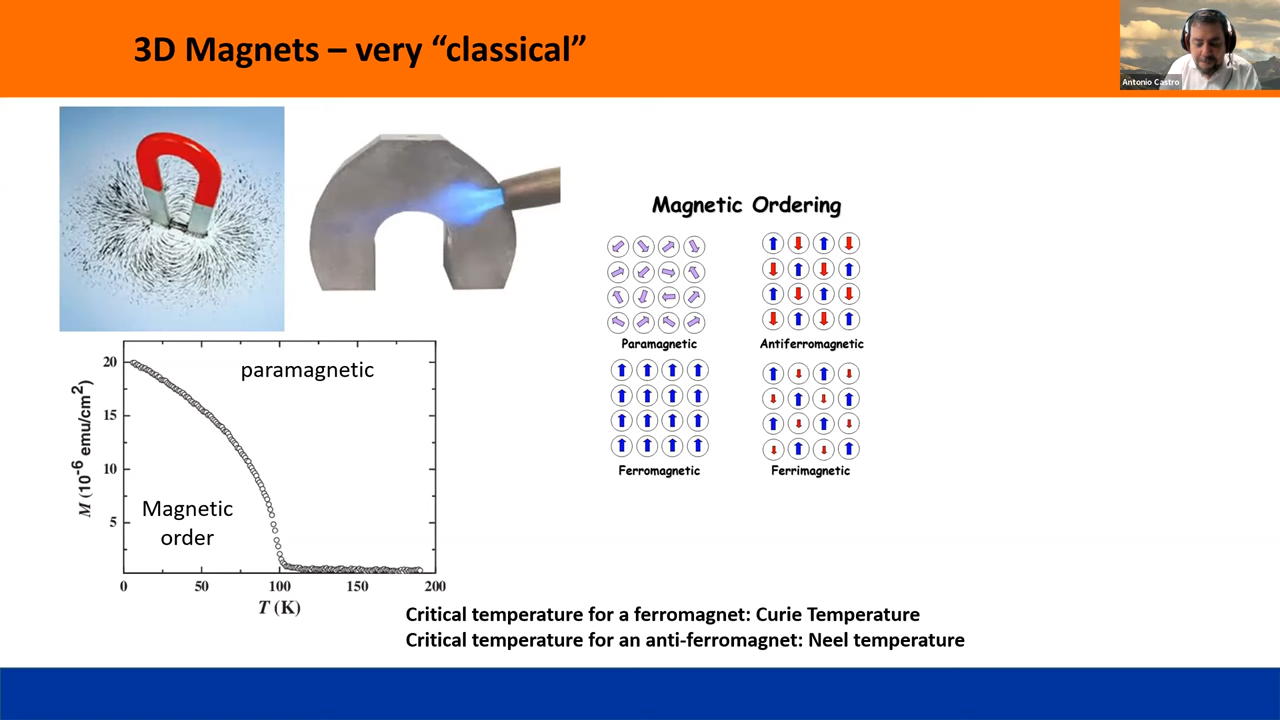 3D Magnets – very “classical”
Antonio Castro
Magnetic Ordering
Paramagnetic
Antiferromagnetic
Ferromagnetic
Ferrimagnetic
20
15
10
5
M (10⁻⁶ emu/cm²)
paramagnetic
Magnetic
order
0 50 100 150 200
T (K)
Critical temperature for a ferromagnet: Curie Temperature
Critical temperature for an anti-ferromagnet: Neel temperature